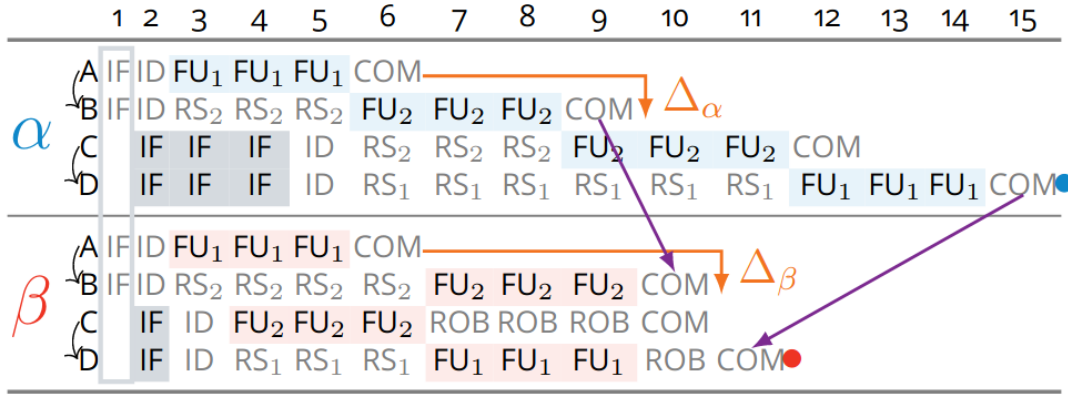 1 2 3 4 5 6 7 8 9 10 11 12 13 14 15
A IF ID FU₁ FU₁ FU₁ COM
B IF ID RS₂ RS₂ RS₂ FU₂ FU₂ FU₂ COM Δα
α
C IF IF IF ID RS₂ RS₂ RS₂ FU₂ FU₂ FU₂ COM
D IF IF IF ID RS₁ RS₁ RS₁ RS₁ RS₁ RS₁ FU₁ FU₁ FU₁ COM
A IF ID FU₁ FU₁ FU₁ COM
B IF ID RS₂ RS₂ RS₂ RS₂ FU₂ FU₂ FU₂ COM Δβ
β
C IF ID FU₂ FU₂ FU₂ ROB ROB ROB COM
D IF ID RS₁ RS₁ RS₁ FU₁ FU₁ FU₁ ROB COM